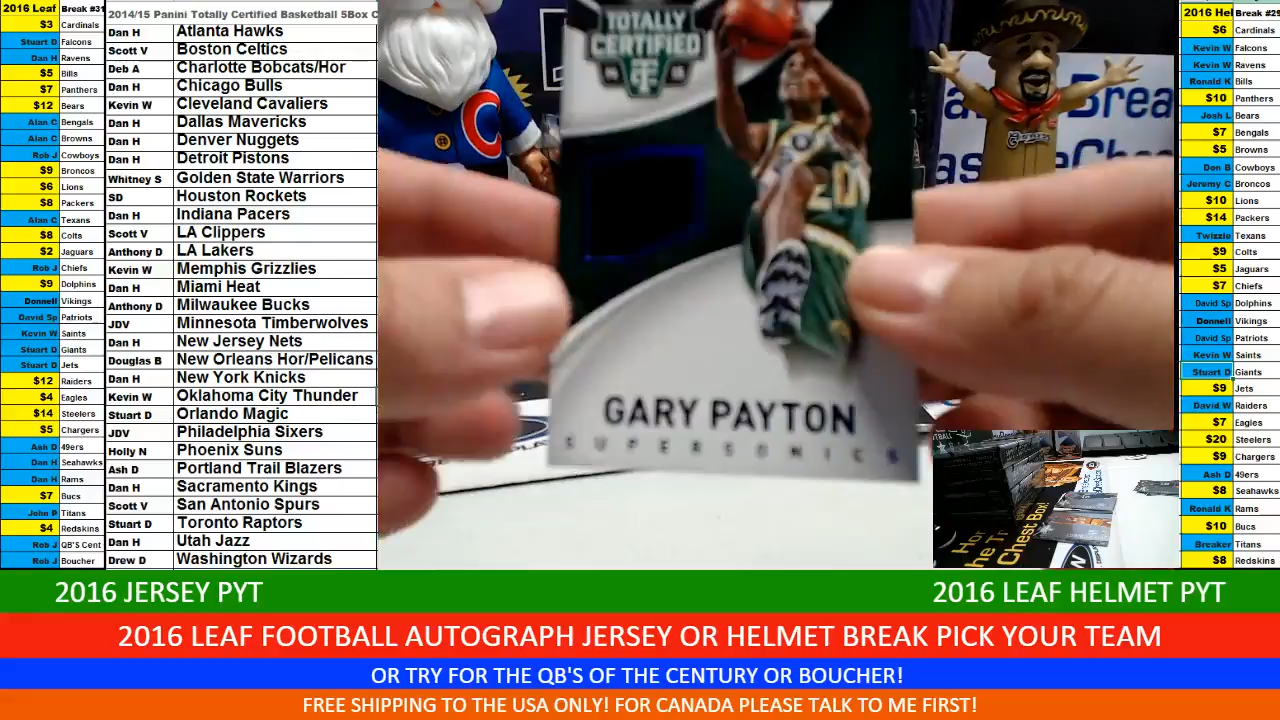 2016 Leaf Break #31
$3 Cardinals
Stuart D Falcons
Dan H Ravens
$5 Bills
$7 Panthers
$12 Bears
Alan C Bengals
Alan C Browns
Rob J Cowboys
$9 Broncos
$6 Lions
$8 Packers
Alan C Texans
$8 Colts
$2 Jaguars
Rob J Chiefs
$9 Dolphins
Donnell Vikings
David Sp Patriots
Kevin W Saints
Stuart D Giants
Stuart D Jets
$12 Raiders
$4 Eagles
$14 Steelers
$5 Chargers
Ash D 49ers
Dan H Seahawks
Dan H Rams
$7 Bucs
John P Titans
$4 Redskins
Rob J QB'S Cent
Rob J Boucher
2014/15 Panini Totally Certified Basketball 5Box C
Dan H Atlanta Hawks
Scott V Boston Celtics
Deb A Charlotte Bobcats/Hor
Dan H Chicago Bulls
Kevin W Cleveland Cavaliers
Dan H Dallas Mavericks
Dan H Denver Nuggets
Dan H Detroit Pistons
Whitney S Golden State Warriors
SD Houston Rockets
Dan H Indiana Pacers
Scott V LA Clippers
Anthony D LA Lakers
Kevin W Memphis Grizzlies
Dan H Miami Heat
Anthony D Milwaukee Bucks
JDV Minnesota Timberwolves
Dan H New Jersey Nets
Douglas B New Orleans Hor/Pelicans
Dan H New York Knicks
Kevin W Oklahoma City Thunder
Stuart D Orlando Magic
JDV Philadelphia Sixers
Holly N Phoenix Suns
Ash D Portland Trail Blazers
Dan H Sacramento Kings
Scott V San Antonio Spurs
Stuart D Toronto Raptors
Dan H Utah Jazz
Drew D Washington Wizards
TOTALLY
CERTIFIED
20
GARY PAYTON
SUPERSONICS
Brea
Chest Box!
2016 Hel Break #29
$6 Cardinals
Kevin W Falcons
Kevin W Ravens
Ronald K Bills
$10 Panthers
Josh L Bears
$7 Bengals
$5 Browns
Don B Cowboys
Jeremy C Broncos
$10 Lions
$14 Packers
Twizzle Texans
$9 Colts
$5 Jaguars
$7 Chiefs
David Sp Dolphins
Donnell Vikings
David Sp Patriots
Kevin W Saints
Stuart D Giants
$9 Jets
David W Raiders
$7 Eagles
$20 Steelers
$9 Chargers
Ash D 49ers
$8 Seahawks
Ronald K Rams
$10 Bucs
Breaker Titans
$8 Redskins
2016 JERSEY PYT
2016 LEAF HELMET PYT
2016 LEAF FOOTBALL AUTOGRAPH JERSEY OR HELMET BREAK PICK YOUR TEAM
OR TRY FOR THE QB'S OF THE CENTURY OR BOUCHER!
FREE SHIPPING TO THE USA ONLY! FOR CANADA PLEASE TALK TO ME FIRST!